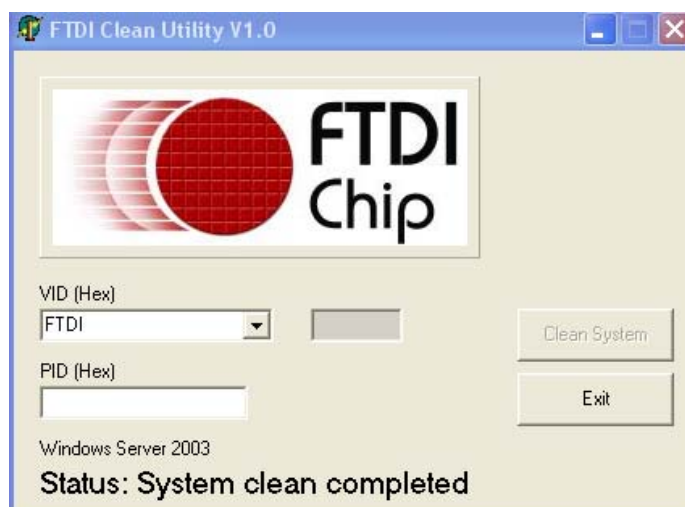 FTDI Clean Utility V1.0
FTDI
Chip
VID (Hex)
FTDI
Clean System
PID (Hex)
Exit
Windows Server 2003
Status: System clean completed